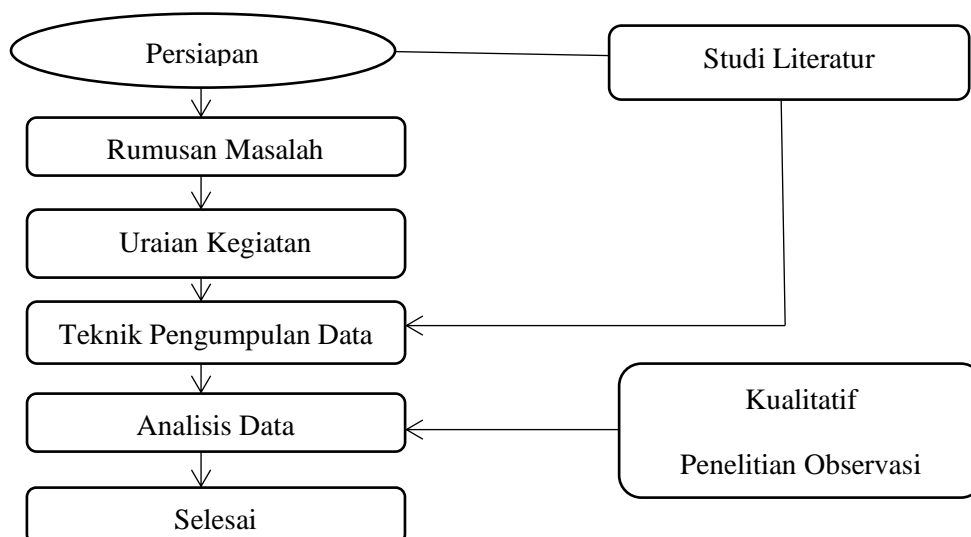 Persiapan
Studi Literatur
Rumusan Masalah
Uraian Kegiatan
Teknik Pengumpulan Data
Kualitatif
Analisis Data
Penelitian Observasi
Selesai